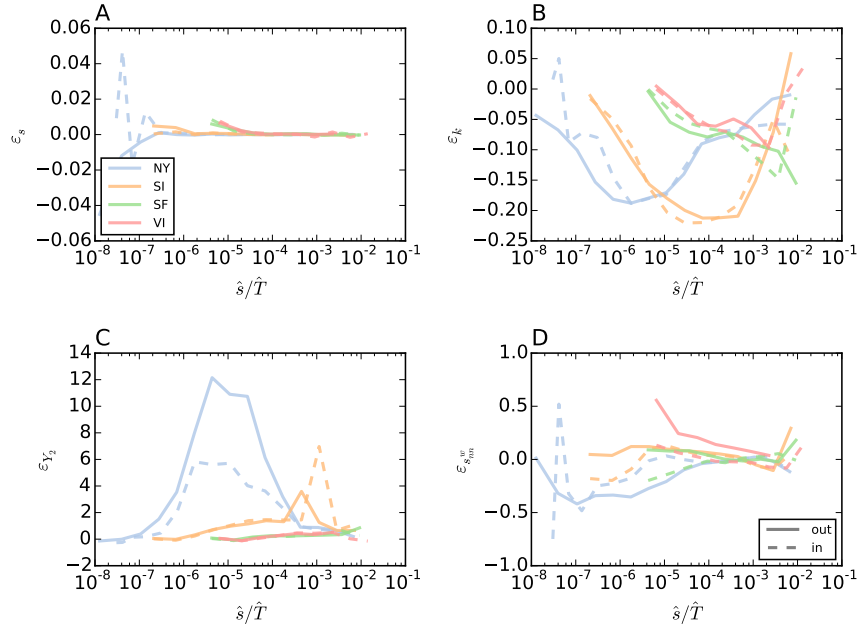 A
0.06
0.04
0.02
0.00
−0.02
−0.04
−0.06
ε_s
NY
SI
SF
VI
10^-8 10^-7 10^-6 10^-5 10^-4 10^-3 10^-2 10^-1
ŝ/T̂
B
0.10
0.05
0.00
−0.05
−0.10
−0.15
−0.20
−0.25
ε_k
10^-8 10^-7 10^-6 10^-5 10^-4 10^-3 10^-2 10^-1
ŝ/T̂
C
14
12
10
8
6
4
2
0
−2
ε_{Y_2}
10^-8 10^-7 10^-6 10^-5 10^-4 10^-3 10^-2 10^-1
ŝ/T̂
D
1.0
0.5
0.0
−0.5
−1.0
ε_{s^w_{nn}}
out
in
10^-8 10^-7 10^-6 10^-5 10^-4 10^-3 10^-2 10^-1
ŝ/T̂